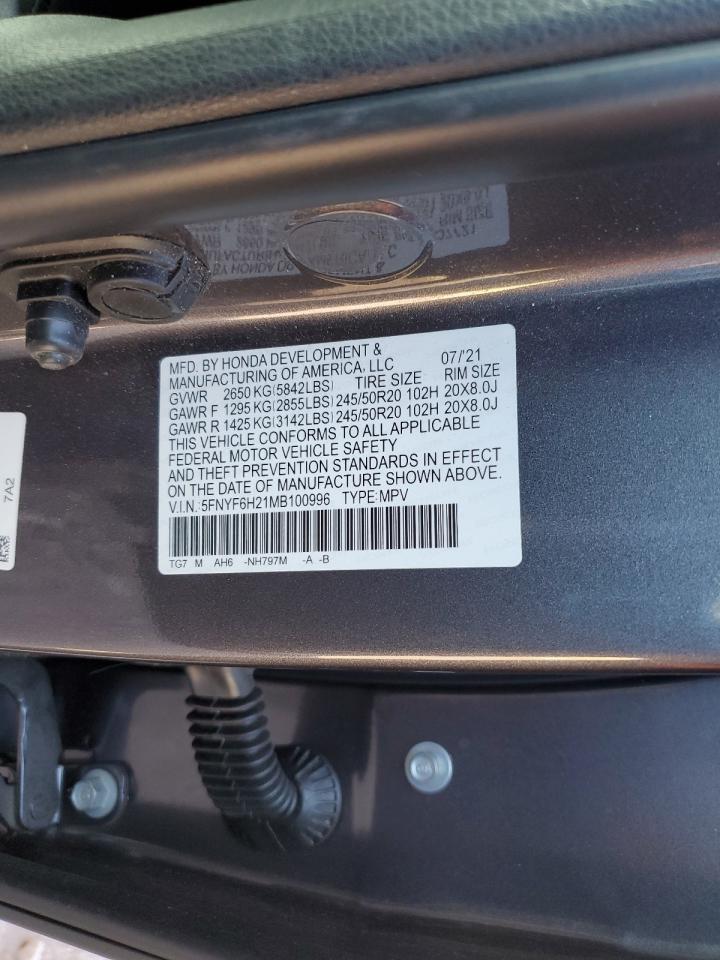 MFD. BY HONDA DEVELOPMENT &
MANUFACTURING OF AMERICA, LLC 07/'21
GVWR 2650 KG(5842LBS) TIRE SIZE RIM SIZE
GAWR F 1295 KG(2855LBS) 245/50R20 102H 20X8.0J
GAWR R 1425 KG(3142LBS) 245/50R20 102H 20X8.0J
THIS VEHICLE CONFORMS TO ALL APPLICABLE
FEDERAL MOTOR VEHICLE SAFETY
AND THEFT PREVENTION STANDARDS IN EFFECT
ON THE DATE OF MANUFACTURE SHOWN ABOVE.
V.I.N.:5FNYF6H21MB100996 TYPE:MPV
TG7 M AH6 -NH797M -A -B
7A2